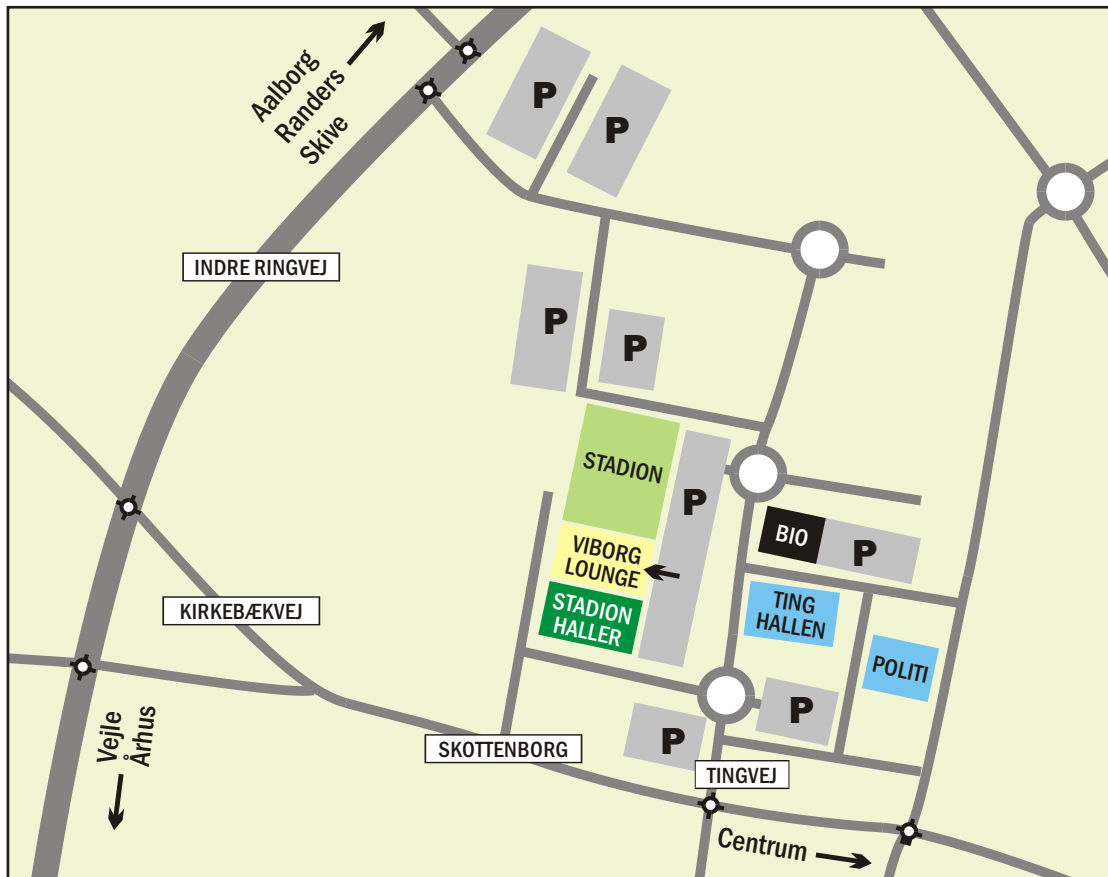 Aalborg
Randers
Skive
P
P
INDRE RINGVEJ
P
P
STADION
P
VIBORG
LOUNGE
BIO
P
STADION
HALLER
TING
HALLEN
KIRKEBÆKVEJ
POLITI
P
P
Vejle
Århus
SKOTTENBORG
TINGVEJ
Centrum